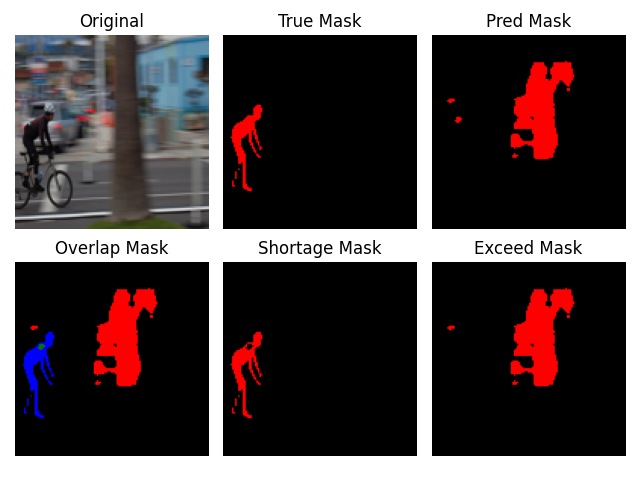 Original
True Mask
Pred Mask
Overlap Mask
Shortage Mask
Exceed Mask